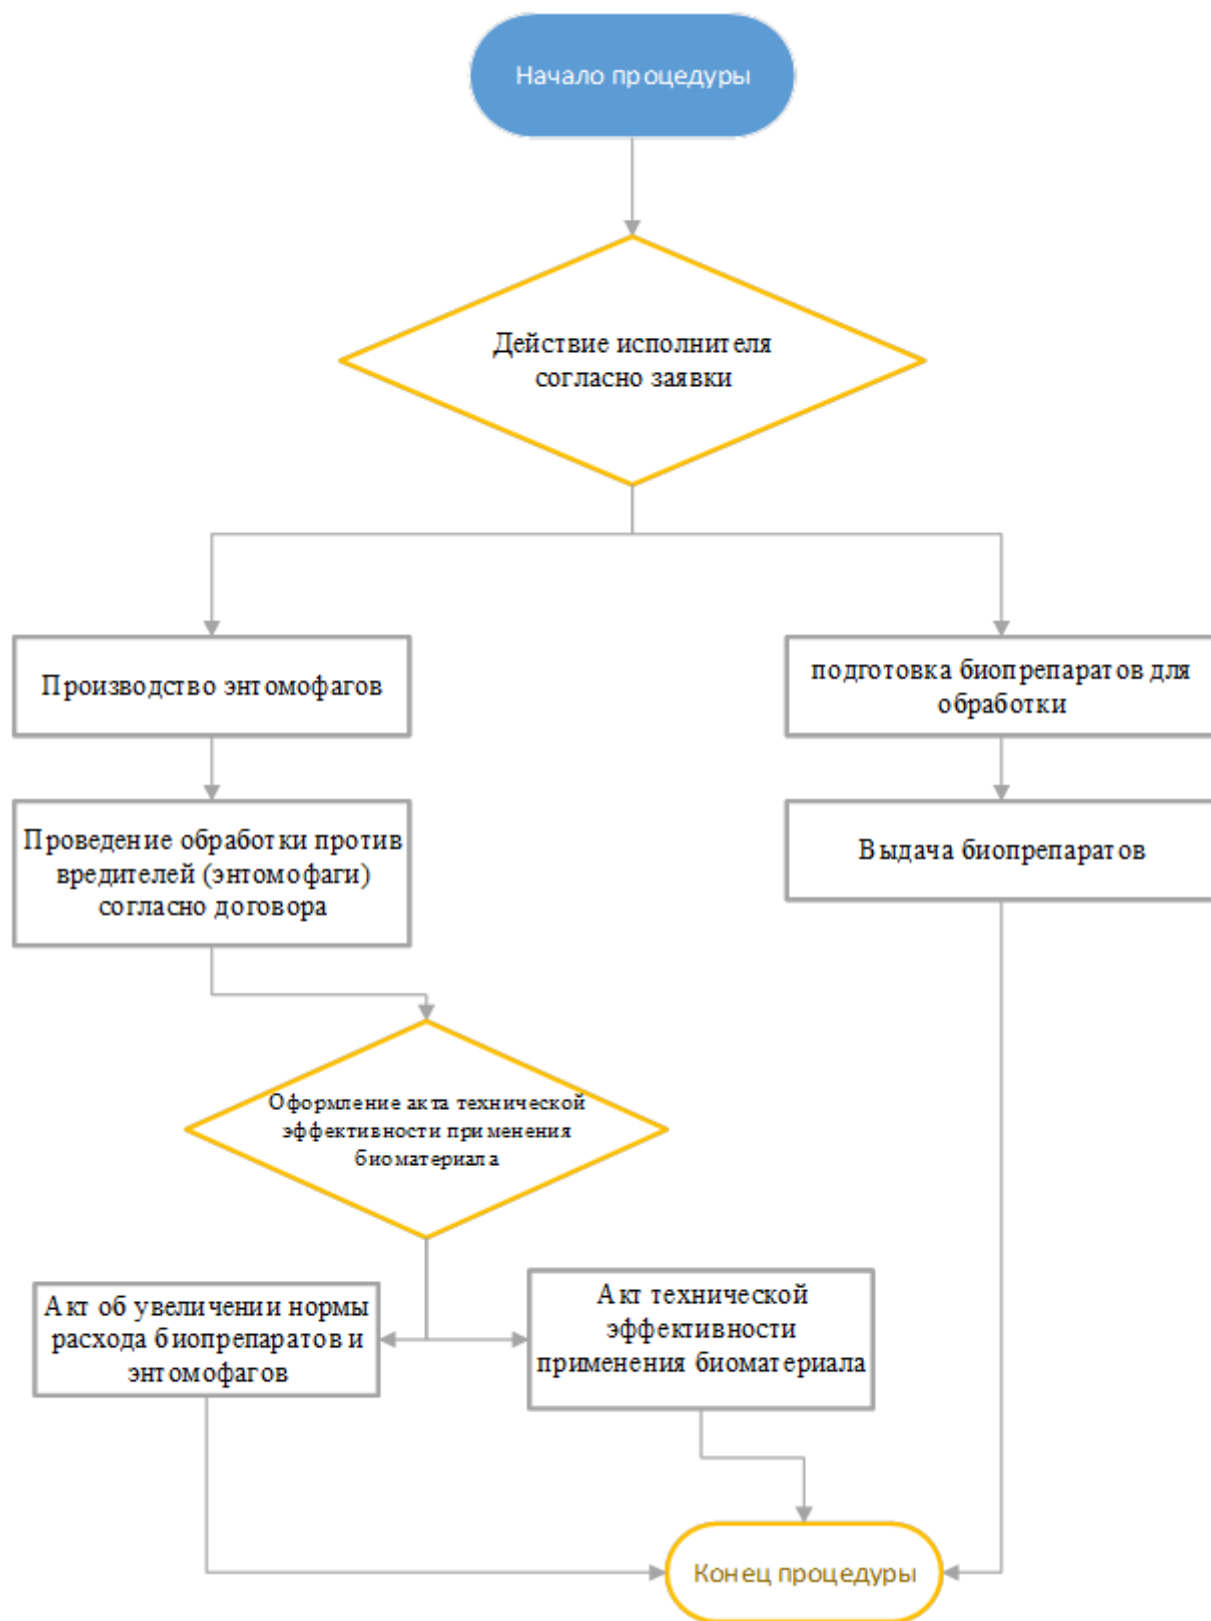 Начало процедуры
Действие исполнителя
согласно заявки
Производство энтомофагов
подготовка биопрепаратов для
обработки
Проведение обработки против
вредителей (энтомофаги)
согласно договора
Выдача биопрепаратов
Оформление акта технической
эффективности применения
биоматериала
Акт об увеличении нормы
расхода биопрепаратов и
энтомофагов
Акт технической
эффективности
применения биоматериала
Конец процедуры